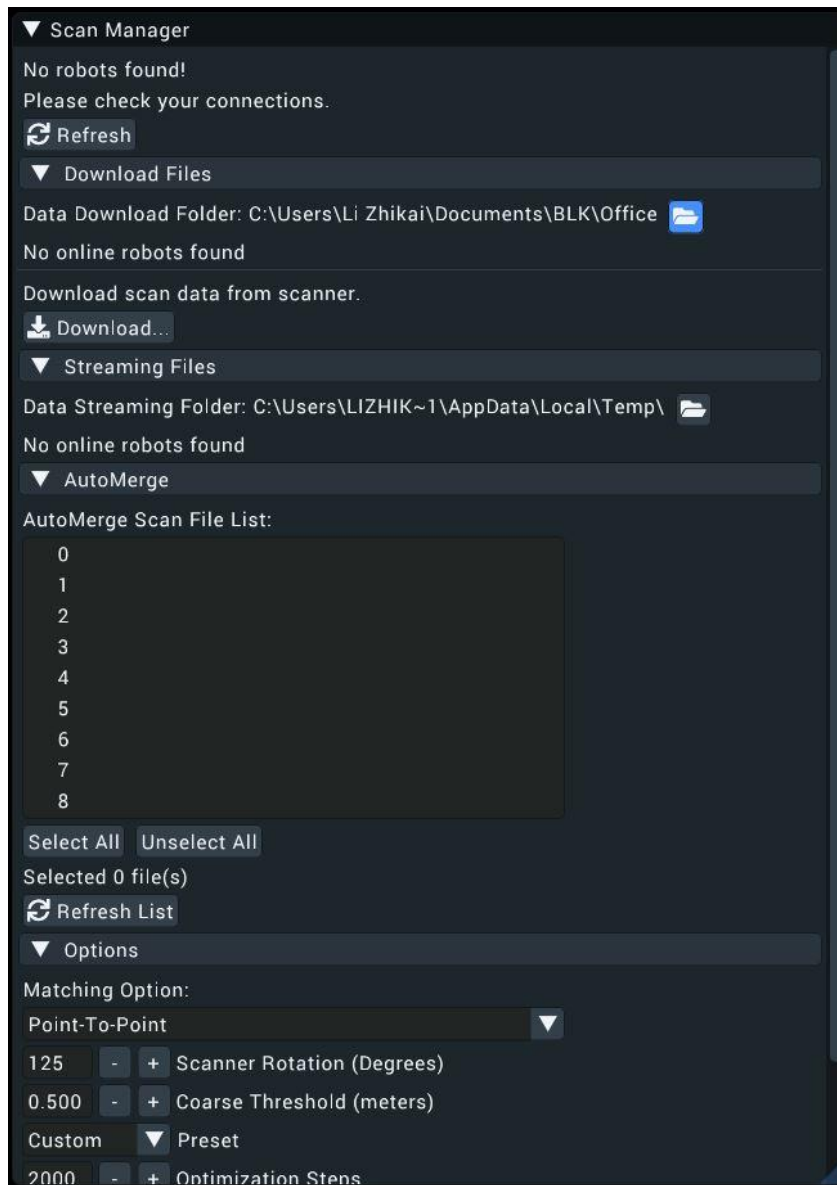 Scan Manager
No robots found!
Please check your connections.
Refresh
Download Files
Data Download Folder: C:\Users\Li Zhikai\Documents\BLK\Office
No online robots found
Download scan data from scanner.
Download...
Streaming Files
Data Streaming Folder: C:\Users\LIZHIK~1\AppData\Local\Temp\
No online robots found
AutoMerge
AutoMerge Scan File List:
0
1
2
3
4
5
6
7
8
Select All Unselect All
Selected 0 file(s)
Refresh List
Options
Matching Option:
Point-To-Point
125 - + Scanner Rotation (Degrees)
0.500 - + Coarse Threshold (meters)
Custom Preset
2000 - + Optimization Steps